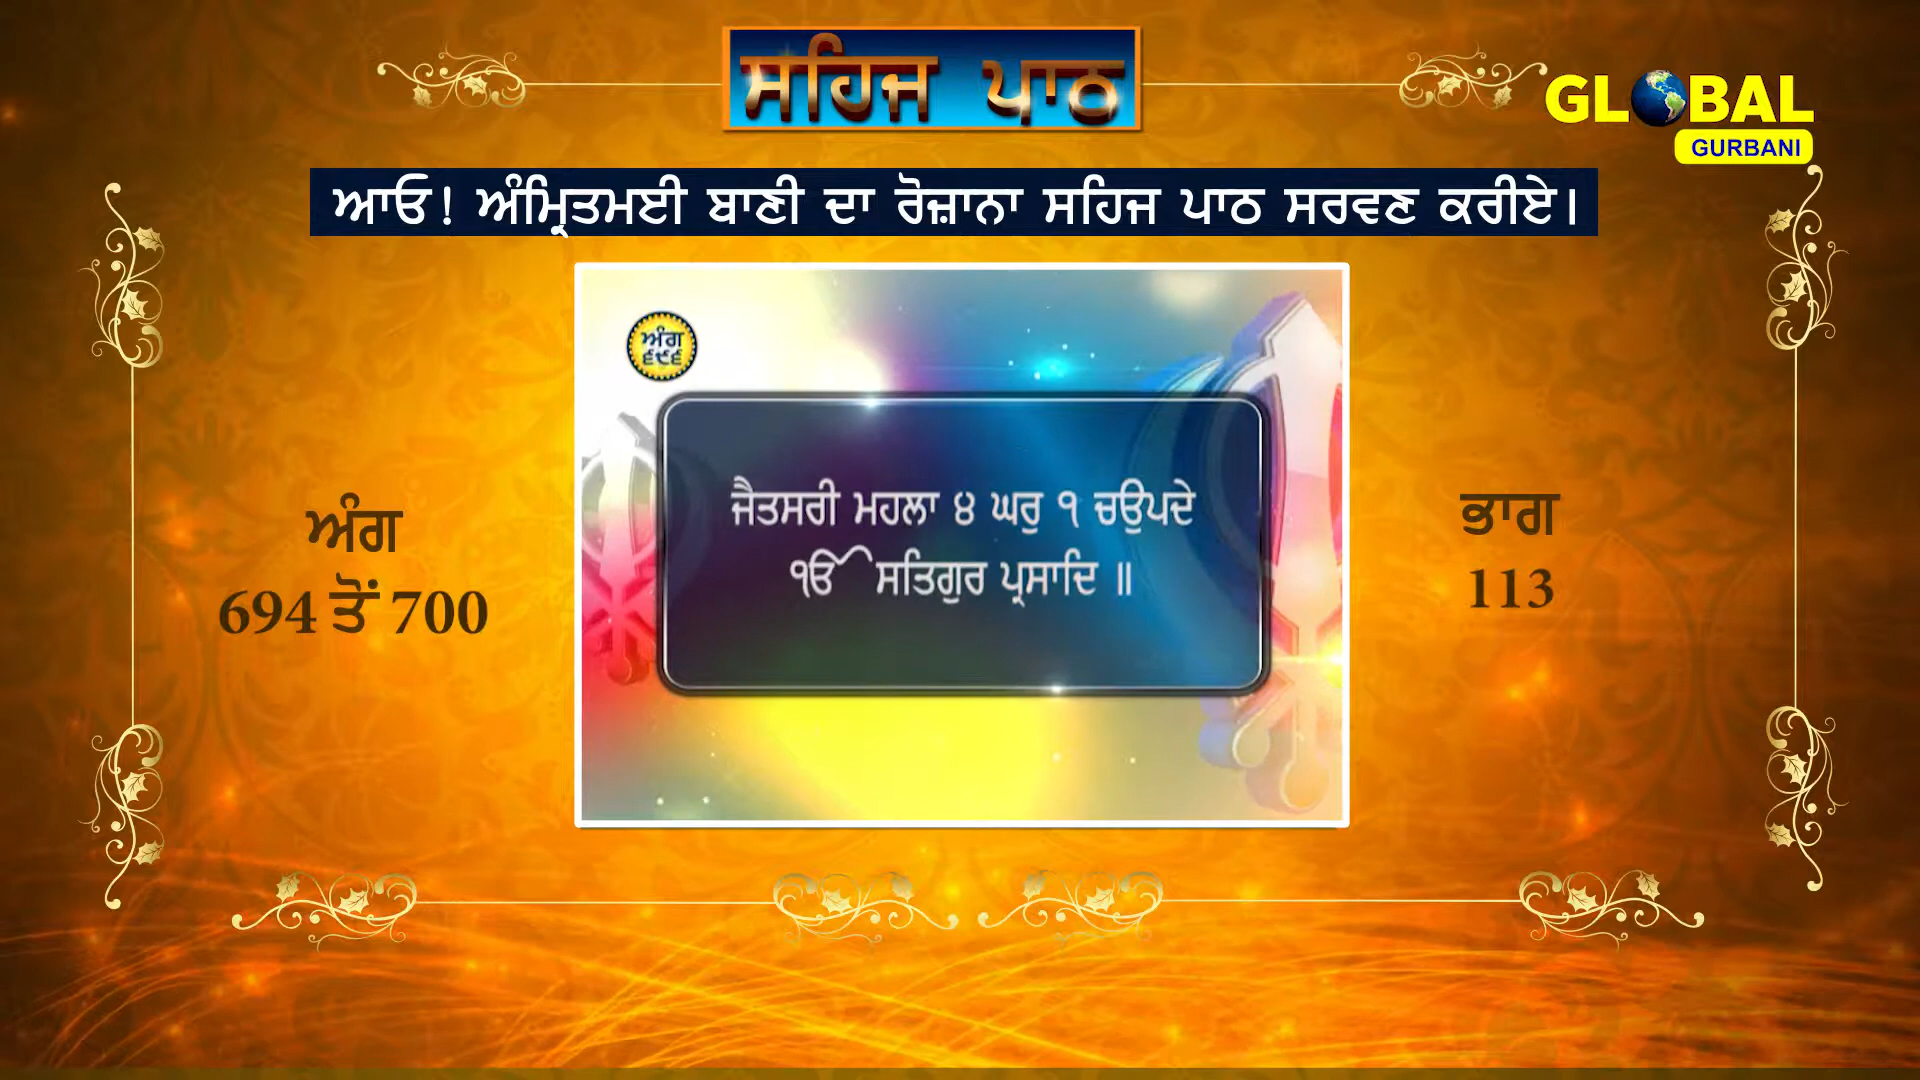 ਸਹਿਜ ਪਾਠ
GLOBAL
GURBANI
ਆਓ! ਅੰਮ੍ਰਿਤਮਈ ਬਾਣੀ ਦਾ ਰੋਜ਼ਾਨਾ ਸਹਿਜ ਪਾਠ ਸਰਵਣ ਕਰੀਏ।
ਅੰਗ
੬੯੬
ਜੈਤਸਰੀ ਮਹਲਾ ੪ ਘਰੁ ੧ ਚਉਪਦੇ
ੴ ਸਤਿਗੁਰ ਪ੍ਰਸਾਦਿ ॥
ਅੰਗ
694 ਤੋਂ 700
ਭਾਗ
113